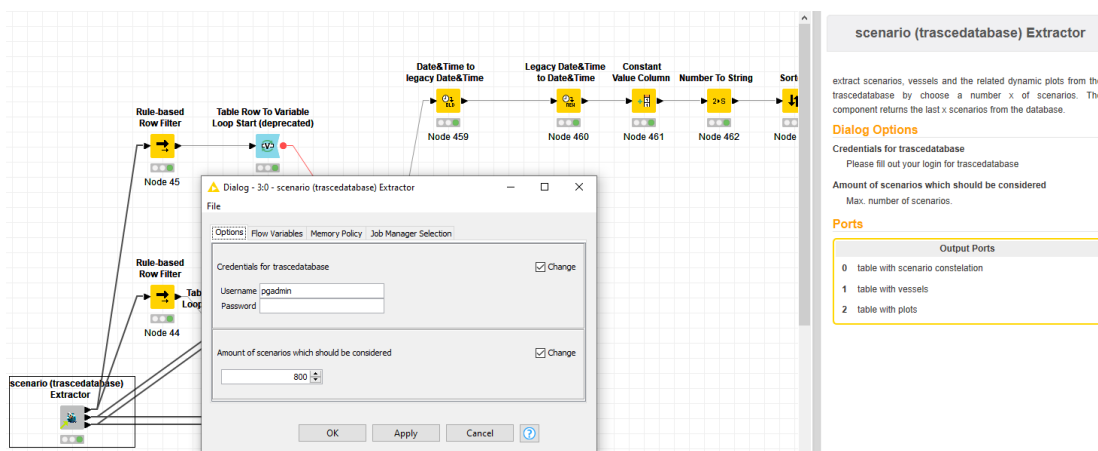 scenario (trascedatabase) Extractor
extract scenarios, vessels and the related dynamic plots from the
trascedatabase by choose a number x of scenarios. The
component returns the last x scenarios from the database.
Dialog Options
Credentials for trascedatabase
Please fill out your login for trascedatabase
Amount of scenarios which should be considered
Max. number of scenarios.
Ports
Output Ports
0 table with scenario constelation
1 table with vessels
2 table with plots
Date&Time to
legacy Date&Time
Node 459
Legacy Date&Time
to Date&Time
Node 460
Constant
Value Column
Node 461
Number To String
2▸S
Node 462
Sort
Node
Rule-based
Row Filter
Node 45
Table Row To Variable
Loop Start (deprecated)
Rule-based
Row Filter
Node 44
Tab
Loop
scenario (trascedatabase)
Extractor
Dialog - 3:0 - scenario (trascedatabase) Extractor
File
Options Flow Variables Memory Policy Job Manager Selection
Credentials for trascedatabase
Change
Username pgadmin
Password
Amount of scenarios which should be considered
Change
800
OK Apply Cancel ?